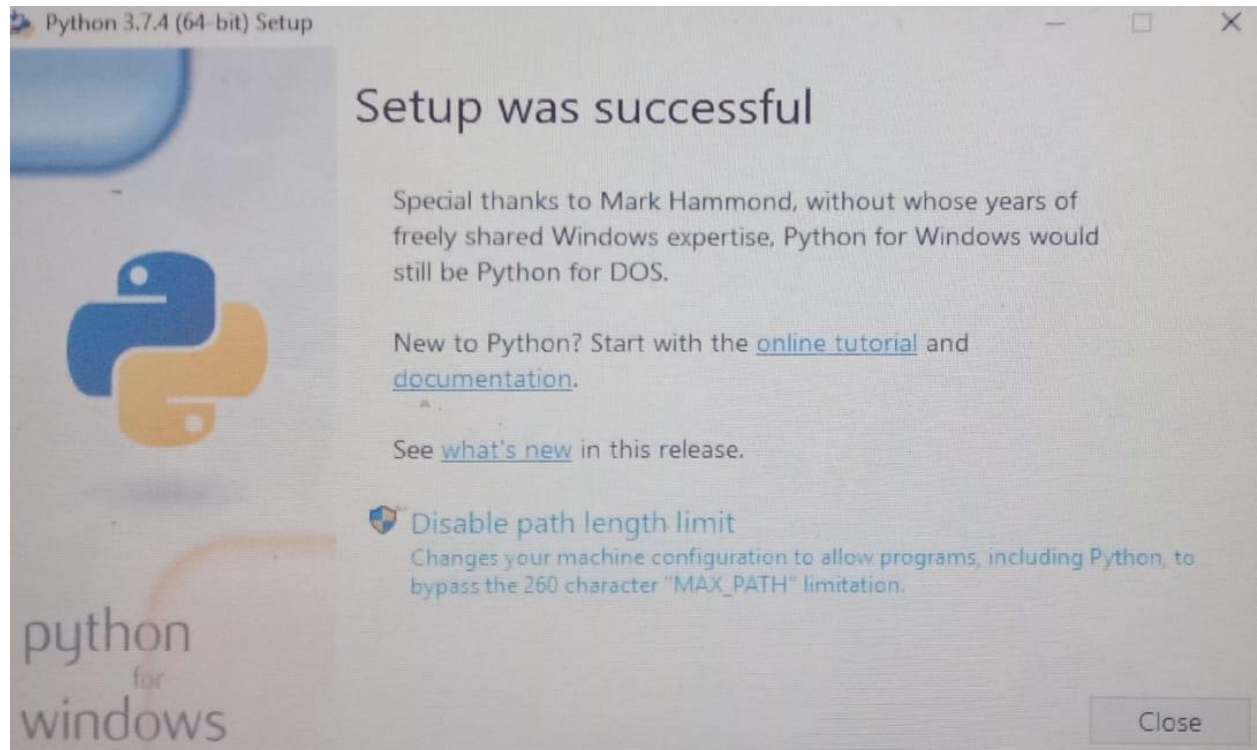 Python 3.7.4 (64-bit) Setup
Setup was successful
Special thanks to Mark Hammond, without whose years of
freely shared Windows expertise, Python for Windows would
still be Python for DOS.
New to Python? Start with the online tutorial and
documentation.
See what's new in this release.
Disable path length limit
Changes your machine configuration to allow programs, including Python, to
bypass the 260 character "MAX_PATH" limitation.
python
for
windows
Close